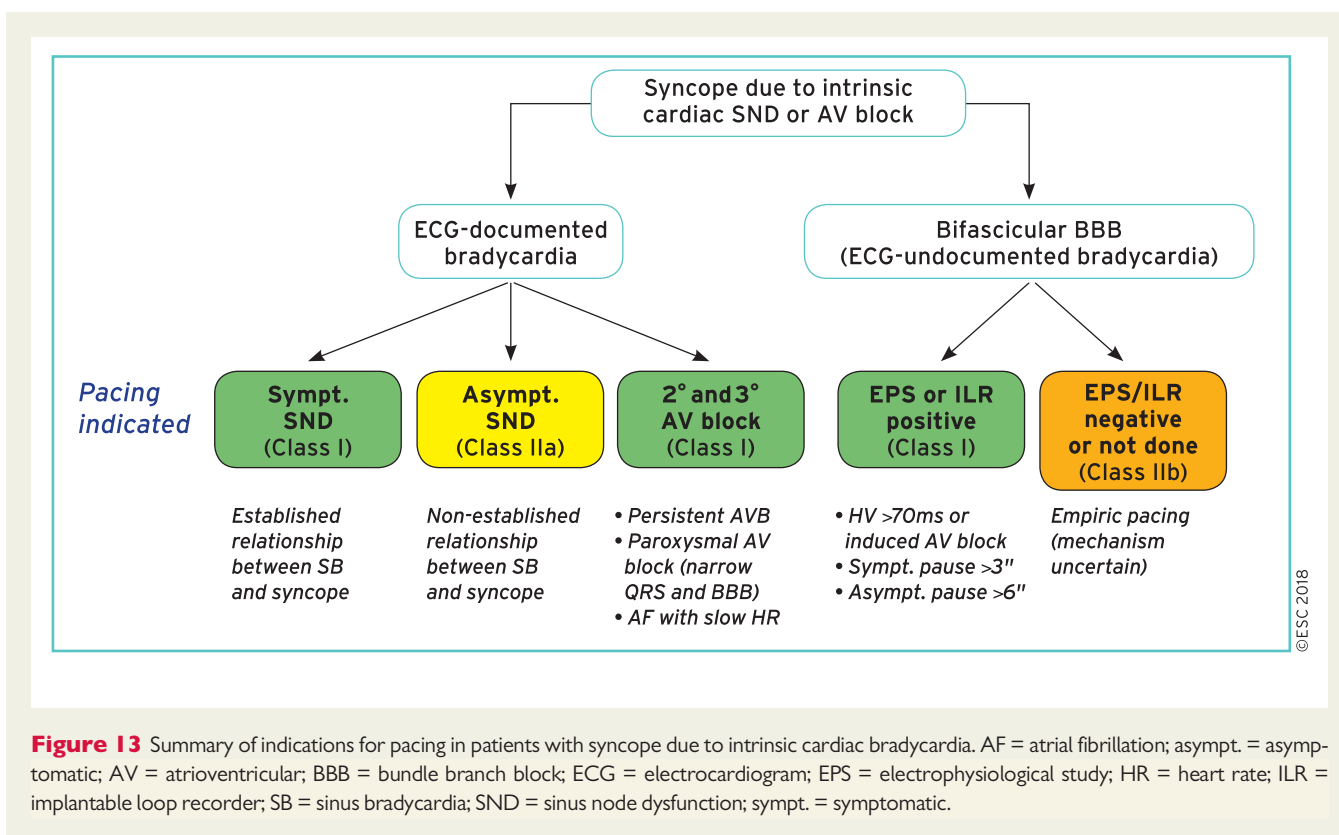 Syncope due to intrinsic
cardiac SND or AV block
ECG-documented
bradycardia
Bifascicular BBB
(ECG-undocumented bradycardia)
Pacing
indicated
Sympt.
SND
(Class I)
Asympt.
SND
(Class IIa)
2° and 3°
AV block
(Class I)
EPS or ILR
positive
(Class I)
EPS/ILR
negative
or not done
(Class IIb)
Established
relationship
between SB
and syncope
Non-established
relationship
between SB
and syncope
• Persistent AVB
• Paroxysmal AV
block (narrow
QRS and BBB)
• AF with slow HR
• HV >70ms or
induced AV block
• Sympt. pause >3"
• Asympt. pause >6"
Empiric pacing
(mechanism
uncertain)
©ESC 2018
Figure 13 Summary of indications for pacing in patients with syncope due to intrinsic cardiac bradycardia. AF = atrial fibrillation; asympt. = asymp-
tomatic; AV = atrioventricular; BBB = bundle branch block; ECG = electrocardiogram; EPS = electrophysiological study; HR = heart rate; ILR =
implantable loop recorder; SB = sinus bradycardia; SND = sinus node dysfunction; sympt. = symptomatic.